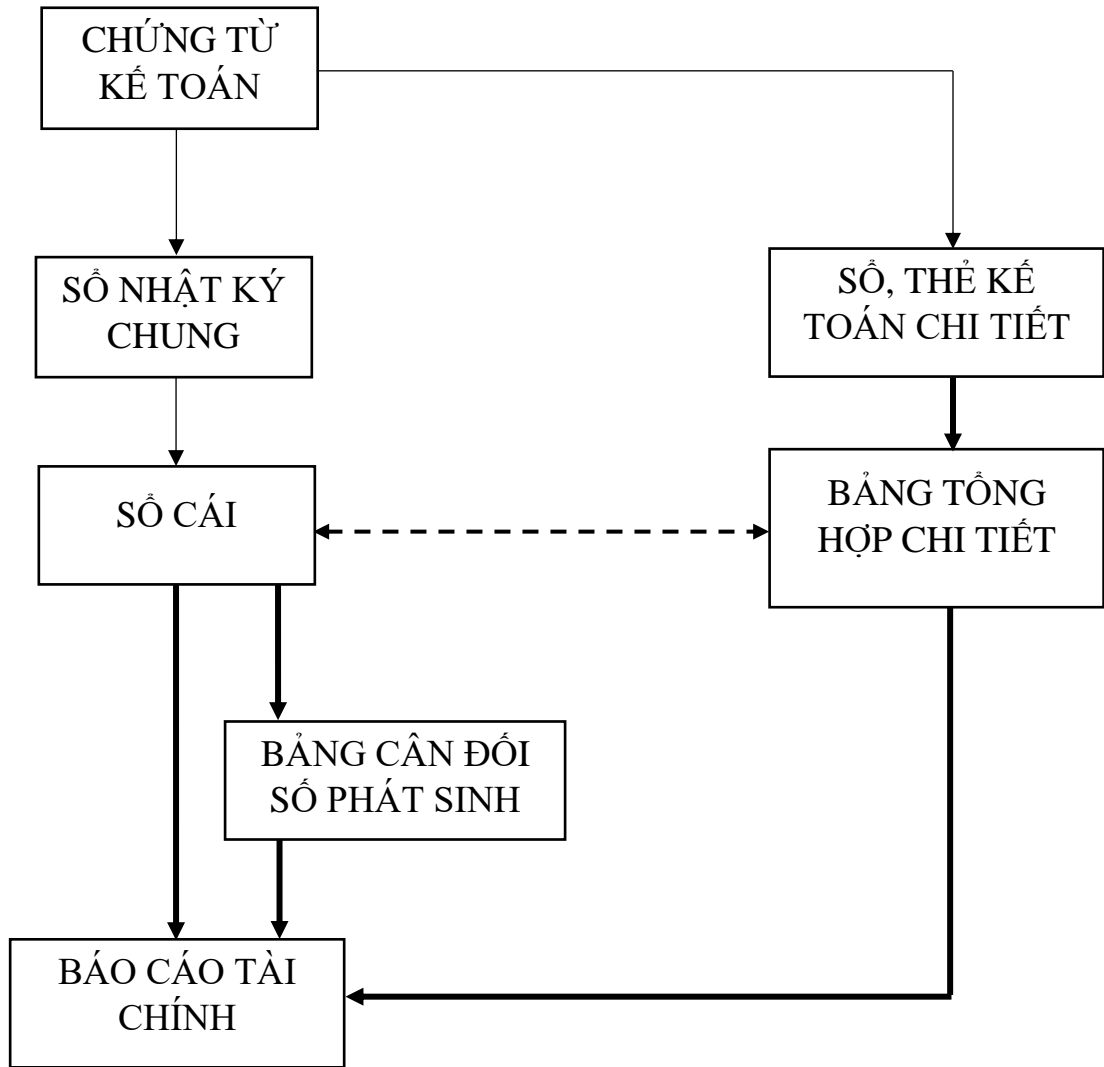 CHỨNG TỪ
KẾ TOÁN
SỔ NHẬT KÝ
CHUNG
SỔ, THẺ KẾ
TOÁN CHI TIẾT
SỔ CÁI
BẢNG TỔNG
HỢP CHI TIẾT
BẢNG CÂN ĐỐI
SỐ PHÁT SINH
BÁO CÁO TÀI
CHÍNH